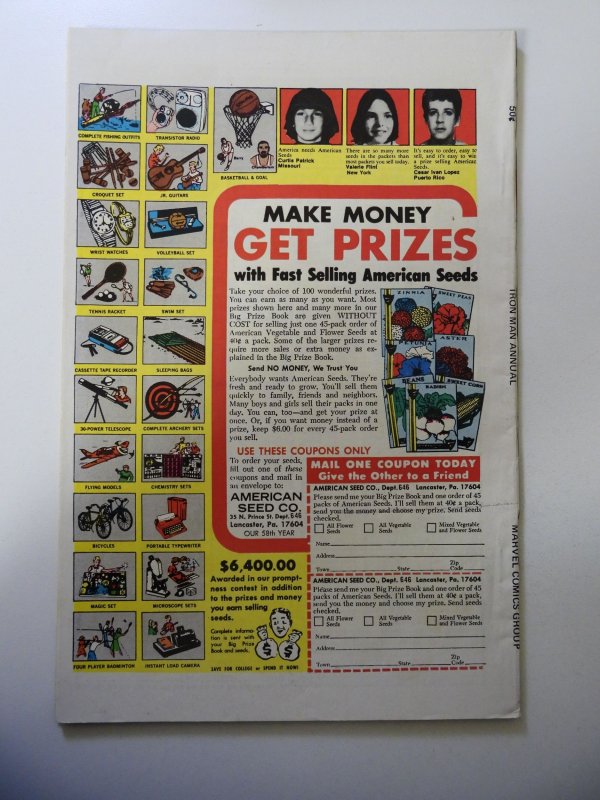 COMPLETE FISHING OUTFITS
TRANSISTOR RADIO
BASKETBALL & GOAL
America needs American
Seeds
Curtis Patrick
Missouri
There are so many more
seeds in the packets than
most packets you sell today.
Valerie Flint
New York
It's easy to order, easy to
sell, and it's easy to win
a prize selling American
Seeds.
Cesar Ivan Lopez
Puerto Rico
CROQUET SET
JR. GUITARS
WRIST WATCHES
VOLLEYBALL SET
TENNIS RACKET
SWIM SET
CASSETTE TAPE RECORDER
SLEEPING BAGS
30-POWER TELESCOPE
COMPLETE ARCHERY SETS
FLYING MODELS
CHEMISTRY SETS
BICYCLES
PORTABLE TYPEWRITER
MAGIC SET
MICROSCOPE SETS
FOUR PLAYER BADMINTON
INSTANT LOAD CAMERA
MAKE MONEY
GET PRIZES
with Fast Selling American Seeds
Take your choice of 100 wonderful prizes.
You can earn as many as you want. Most
prizes shown here and many more in our
Big Prize Book are given WITHOUT
COST for selling just one 45-pack order of
American Vegetable and Flower Seeds at
40¢ a pack. Some of the larger prizes re-
quire more sales or extra money as ex-
plained in the Big Prize Book.
Send NO MONEY, We Trust You
Everybody wants American Seeds. They're
fresh and ready to grow. You'll sell them
quickly to family, friends and neighbors.
Many boys and girls sell their packs in one
day. You can, too—and get your prize at
once. Or, if you want money instead of a
prize, keep $6.00 for every 45-pack order
you sell.
ZINNIA
SWEET PEAS
PETUNIA
ASTER
BEANS
RADISH
SWEET CORN
USE THESE COUPONS ONLY
To order your seeds,
fill out one of these
coupons and mail in
an envelope to:
AMERICAN
SEED CO.
35 N. Prince St. Dept. 646
Lancaster, Pa. 17604
OUR 58th YEAR
$6,400.00
Awarded in our prompt-
ness contest in addition
to the prizes and money
you earn selling
seeds.
Complete informa-
tion is sent with
your Big Prize
Book and seeds.
SAVE FOR COLLEGE or SPEND IT NOW!
MAIL ONE COUPON TODAY
Give the Other to a Friend
AMERICAN SEED CO., Dept. 646 Lancaster, Pa. 17604
Please send me your Big Prize Book and one order of 45
packs of American Seeds. I'll sell them at 40¢ a pack,
send you the money and choose my prize. Send seeds
checked.
All Flower
Seeds
All Vegetable
Seeds
Mixed Vegetable
and Flower Seeds
Name
Address
Town State Zip Code
AMERICAN SEED CO., Dept. 646 Lancaster, Pa. 17604
Please send me your Big Prize Book and one order of 45
packs of American Seeds. I'll sell them at 40¢ a pack,
send you the money and choose my prize. Send seeds
checked.
All Flower
Seeds
All Vegetable
Seeds
Mixed Vegetable
and Flower Seeds
Name
Address
Town State Zip Code
50¢
IRON MAN ANNUAL
MARVEL COMICS GROUP